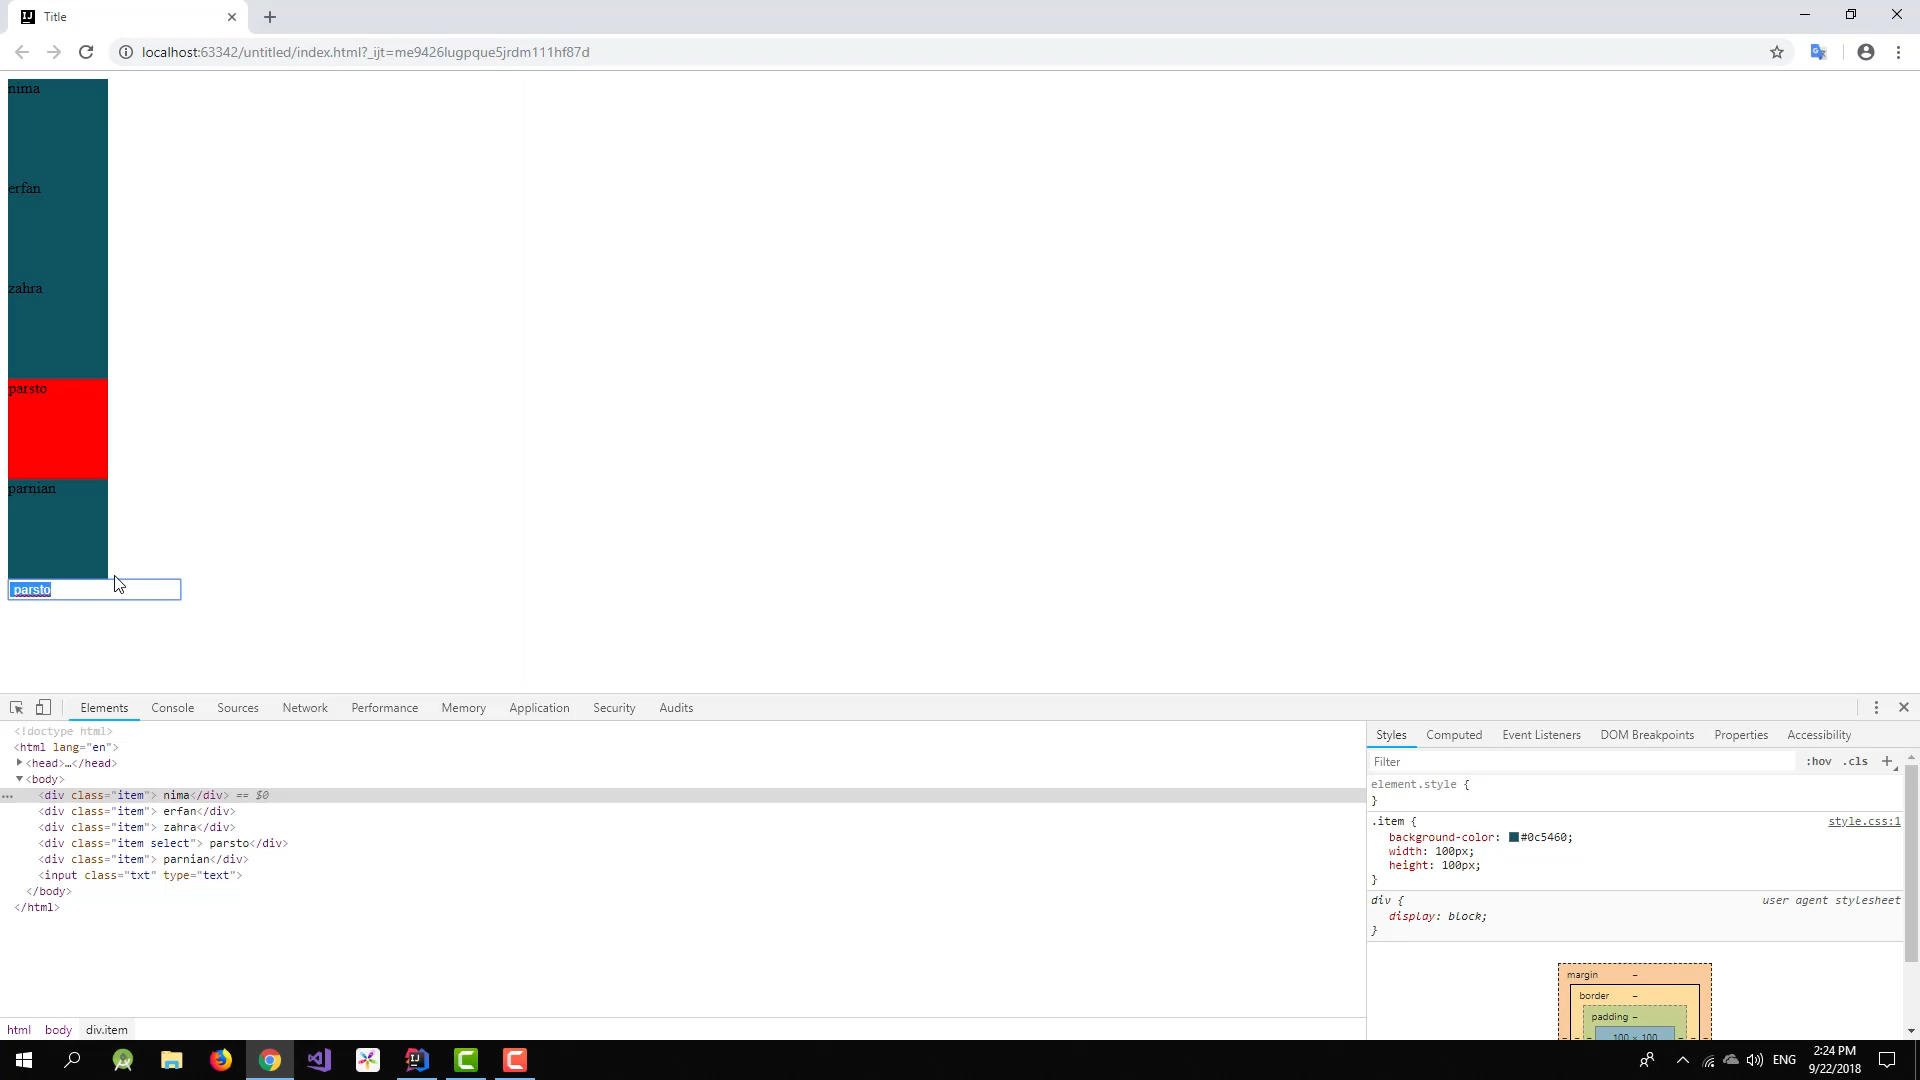 Title
localhost:63342/untitled/index.html?_ijt=me9426lugpque5jrdm111hf87d
nima
erfan
zahra
parsto
parnian
parsto
Elements Console Sources Network Performance Memory Application Security Audits
<!doctype html>
<html lang="en">
<head>…</head>
<body>
<div class="item"> nima</div> == $0
<div class="item"> erfan</div>
<div class="item"> zahra</div>
<div class="item select"> parsto</div>
<div class="item"> parnian</div>
<input class="txt" type="text">
</body>
</html>
html body div.item
Styles Computed Event Listeners DOM Breakpoints Properties Accessibility
Filter :hov .cls +
element.style {
}
.item { style.css:1
background-color: #0c5460;
width: 100px;
height: 100px;
}
div { user agent stylesheet
display: block;
}
margin –
border –
padding –
100 × 100
ENG
2:24 PM
9/22/2018